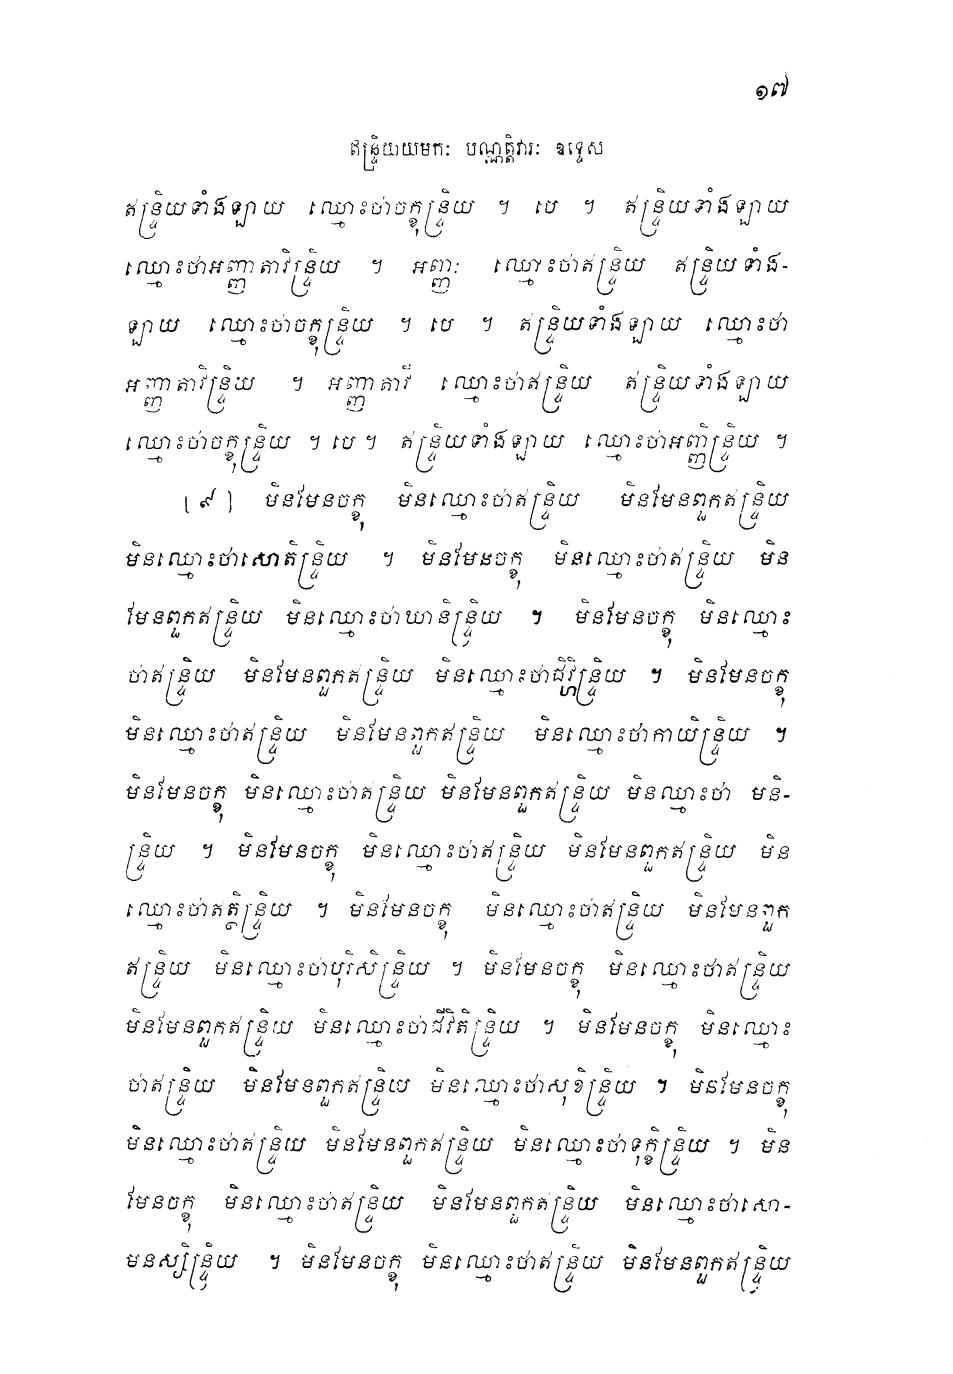 ១៧
ឥន្ទ្រិយយមកៈ បណ្ណត្តិវារៈ ឧទ្ទេស
ឥន្ទ្រិយទាំងឡាយ ឈ្មោះថាចក្ខុន្ទ្រិយ ។ បេ ។ ឥន្ទ្រិយទាំងឡាយ
ឈ្មោះថាអញ្ញាតាវិន្ទ្រិយ ។ អញ្ញៈ ឈ្មោះថាឥន្ទ្រិយ ឥន្ទ្រិយទាំង-
ឡាយ ឈ្មោះថាចក្ខុន្ទ្រិយ ។ បេ ។ ឥន្ទ្រិយទាំងឡាយ ឈ្មោះថា
អញ្ញាតាវិន្ទ្រិយ ។ អញ្ញាតាវី ឈ្មោះថាឥន្ទ្រិយ ឥន្ទ្រិយទាំងឡាយ
ឈ្មោះថាចក្ខុន្ទ្រិយ ។ បេ ។ ឥន្ទ្រិយទាំងឡាយ ឈ្មោះថាអញ្ញិន្ទ្រិយ ។
[៩] មិនមែនចក្ខុ មិនឈ្មោះថាឥន្ទ្រិយ មិនមែនពួកឥន្ទ្រិយ
មិនឈ្មោះថាសោតិន្ទ្រិយ ។ មិនមែនចក្ខុ មិនឈ្មោះថាឥន្ទ្រិយ មិន
មែនពួកឥន្ទ្រិយ មិនឈ្មោះថាឃានិន្ទ្រិយ ។ មិនមែនចក្ខុ មិនឈ្មោះ
ថាឥន្ទ្រិយ មិនមែនពួកឥន្ទ្រិយ មិនឈ្មោះថាជិវ្ហិន្ទ្រិយ ។ មិនមែនចក្ខុ
មិនឈ្មោះថាឥន្ទ្រិយ មិនមែនពួកឥន្ទ្រិយ មិនឈ្មោះថាកាយិន្ទ្រិយ ។
មិនមែនចក្ខុ មិនឈ្មោះថាឥន្ទ្រិយ មិនមែនពួកឥន្ទ្រិយ មិនឈ្មោះថា មនិ-
ន្ទ្រិយ ។ មិនមែនចក្ខុ មិនឈ្មោះថាឥន្ទ្រិយ មិនមែនពួកឥន្ទ្រិយ មិន
ឈ្មោះថាឥត្ថិន្ទ្រិយ ។ មិនមែនចក្ខុ មិនឈ្មោះថាឥន្ទ្រិយ មិនមែនពួក
ឥន្ទ្រិយ មិនឈ្មោះថាបុរិសិន្ទ្រិយ ។ មិនមែនចក្ខុ មិនឈ្មោះថាឥន្ទ្រិយ
មិនមែនពួកឥន្ទ្រិយ មិនឈ្មោះថាជីវិតិន្ទ្រិយ ។ មិនមែនចក្ខុ មិនឈ្មោះ
ថាឥន្ទ្រិយ មិនមែនពួកឥន្ទ្រិយ មិនឈ្មោះថាសុខិន្ទ្រិយ ។ មិនមែនចក្ខុ
មិនឈ្មោះថាឥន្ទ្រិយ មិនមែនពួកឥន្ទ្រិយ មិនឈ្មោះថាទុក្ខិន្ទ្រិយ ។ មិន
មែនចក្ខុ មិនឈ្មោះថាឥន្ទ្រិយ មិនមែនពួកឥន្ទ្រិយ មិនឈ្មោះថាសោ-
មនស្សិន្ទ្រិយ ។ មិនមែនចក្ខុ មិនឈ្មោះថាឥន្ទ្រិយ មិនមែនពួកឥន្ទ្រិយ